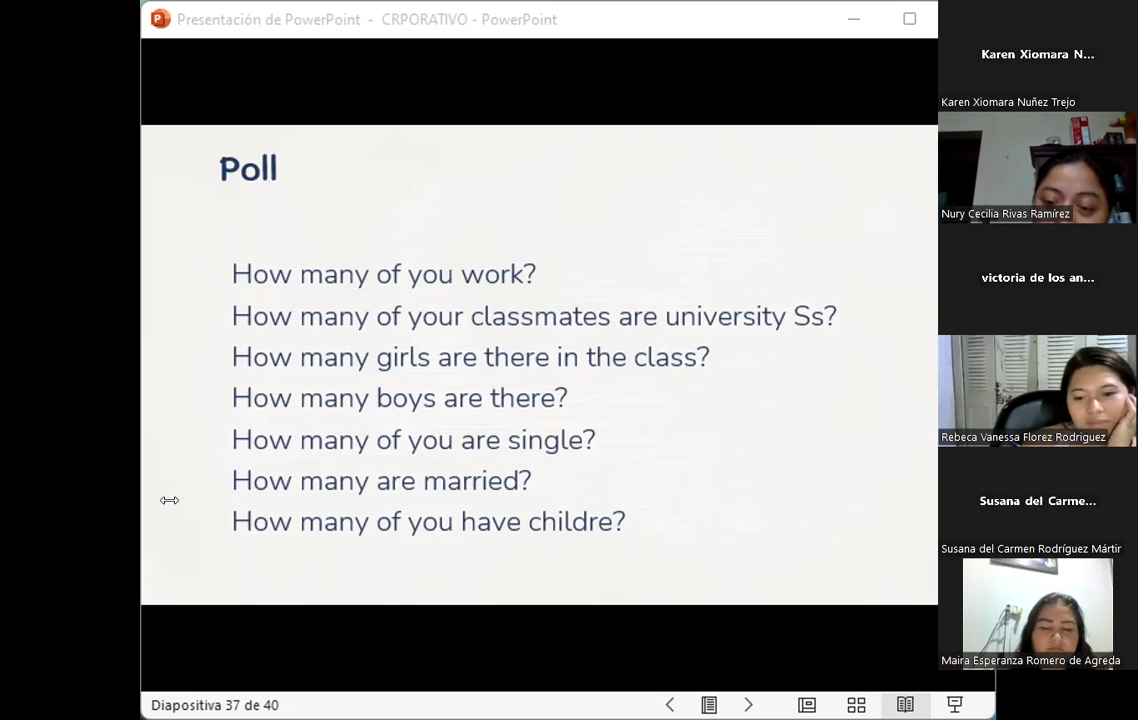 Presentación de PowerPoint - CRPORATIVO - PowerPoint
Poll
How many of you work?
How many of your classmates are university Ss?
How many girls are there in the class?
How many boys are there?
How many of you are single?
How many are married?
How many of you have childre?
Diapositiva 37 de 40
Karen Xiomara N...
Karen Xiomara Nuñez Trejo
Nury Cecilia Rivas Ramírez
victoria de los an...
Rebeca Vanessa Florez Rodriguez
Susana del Carme...
Susana del Carmen Rodríguez Mártir
Maira Esperanza Romero de Agreda